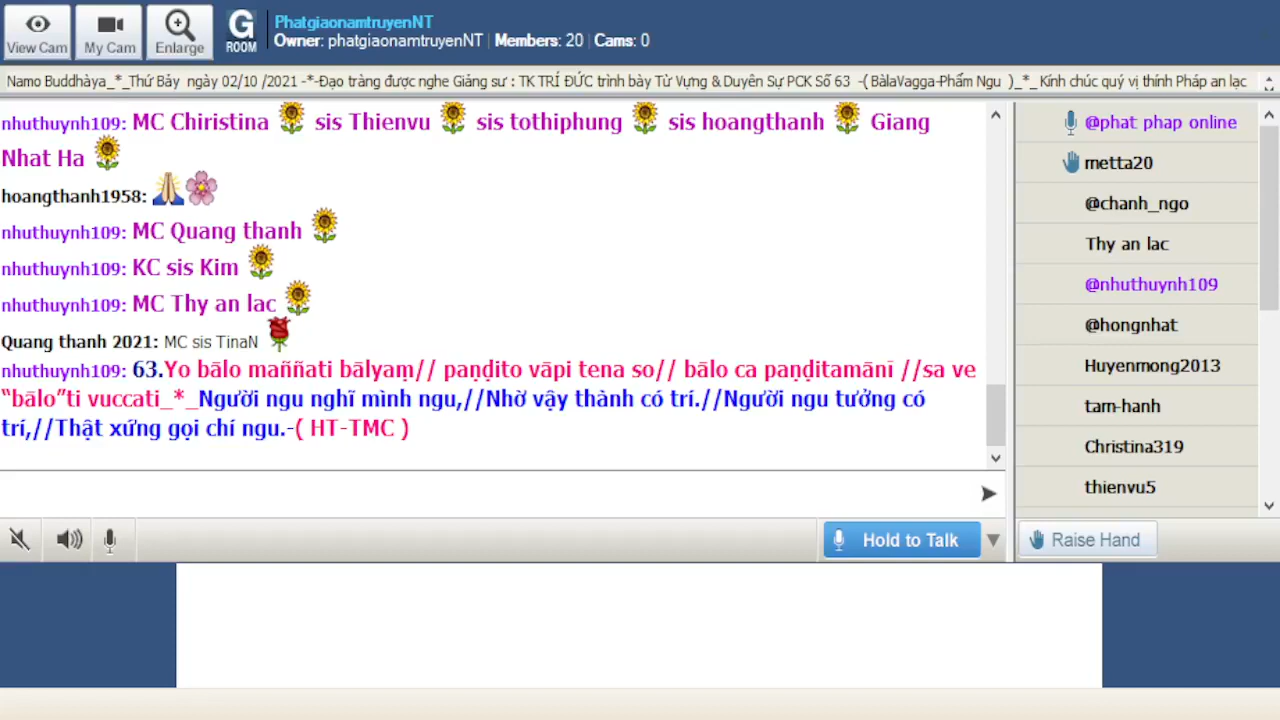 View Cam
My Cam
Enlarge
G
ROOM
PhatgiaonamtruyenNT
Owner: phatgiaonamtruyenNT | Members: 20 | Cams: 0
Namo Buddhàya_*_Thứ Bảy ngày 02/10 /2021 -*-Đạo tràng được nghe Giảng sư : TK TRÍ ĐỨC trình bày Từ Vựng & Duyên Sự PCK Số 63 -( BàlaVagga-Phẩm Ngu )_*_ Kính chúc quý vị thính Pháp an lạc
nhuthuynh109: MC Chiristina sis Thienvu sis tothiphung sis hoangthanh Giang
Nhat Ha
hoangthanh1958:
nhuthuynh109: MC Quang thanh
nhuthuynh109: KC sis Kim
nhuthuynh109: MC Thy an lac
Quang thanh 2021: MC sis TinaN
nhuthuynh109: 63.Yo bālo maññati bālyaṃ// paṇḍito vāpi tena so// bālo ca paṇḍitamānī //sa ve
“bālo”ti vuccati_*_Người ngu nghĩ mình ngu,//Nhờ vậy thành có trí.//Người ngu tưởng có
trí,//Thật xứng gọi chí ngu.-( HT-TMC )
@phat phap online
metta20
@chanh_ngo
Thy an lac
@nhuthuynh109
@hongnhat
Huyenmong2013
tam-hanh
Christina319
thienvu5
Hold to Talk
Raise Hand